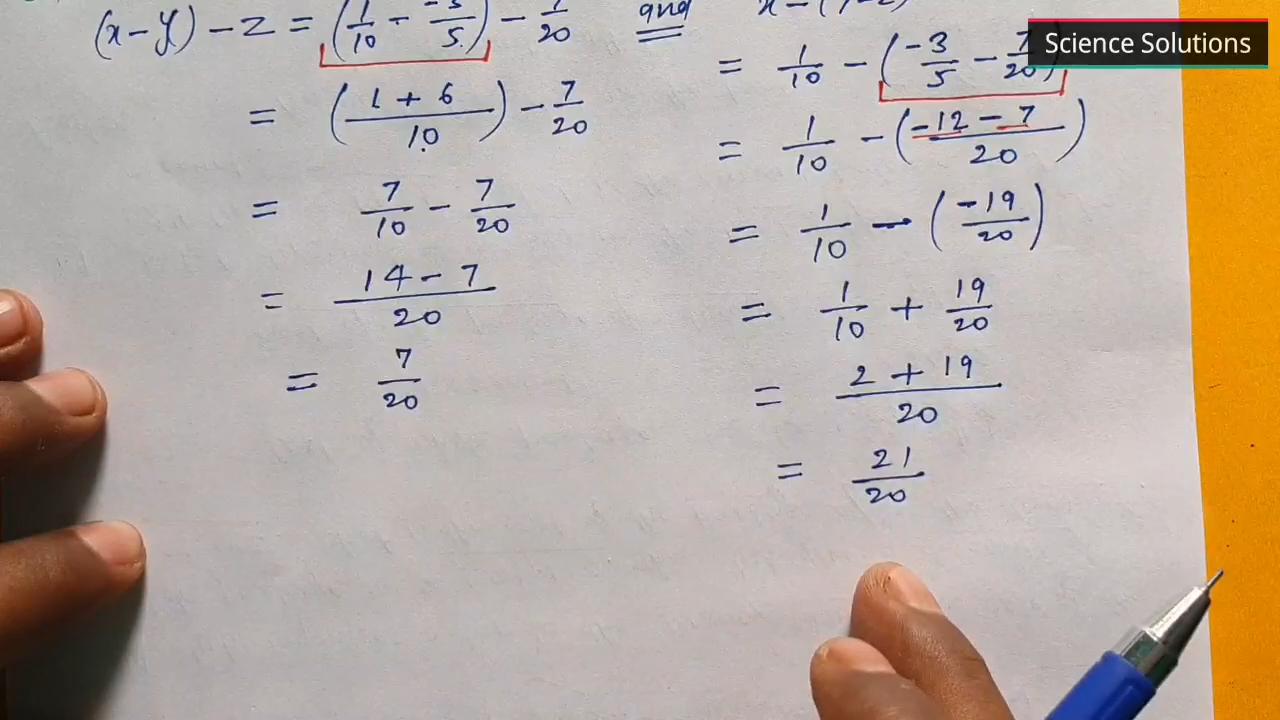 (x-y) - z = (1/10 - -3/5) - 7/20 and x-(y-z)
Science Solutions
= 1/10 - (-3/5 - 7/20)
= (1 + 6/10) - 7/20
= 1/10 - (-12 - 7/20)
= 7/10 - 7/20
= 1/10 - (-19/20)
= 14 - 7/20
= 1/10 + 19/20
= 7/20
= 2 + 19/20
= 21/20